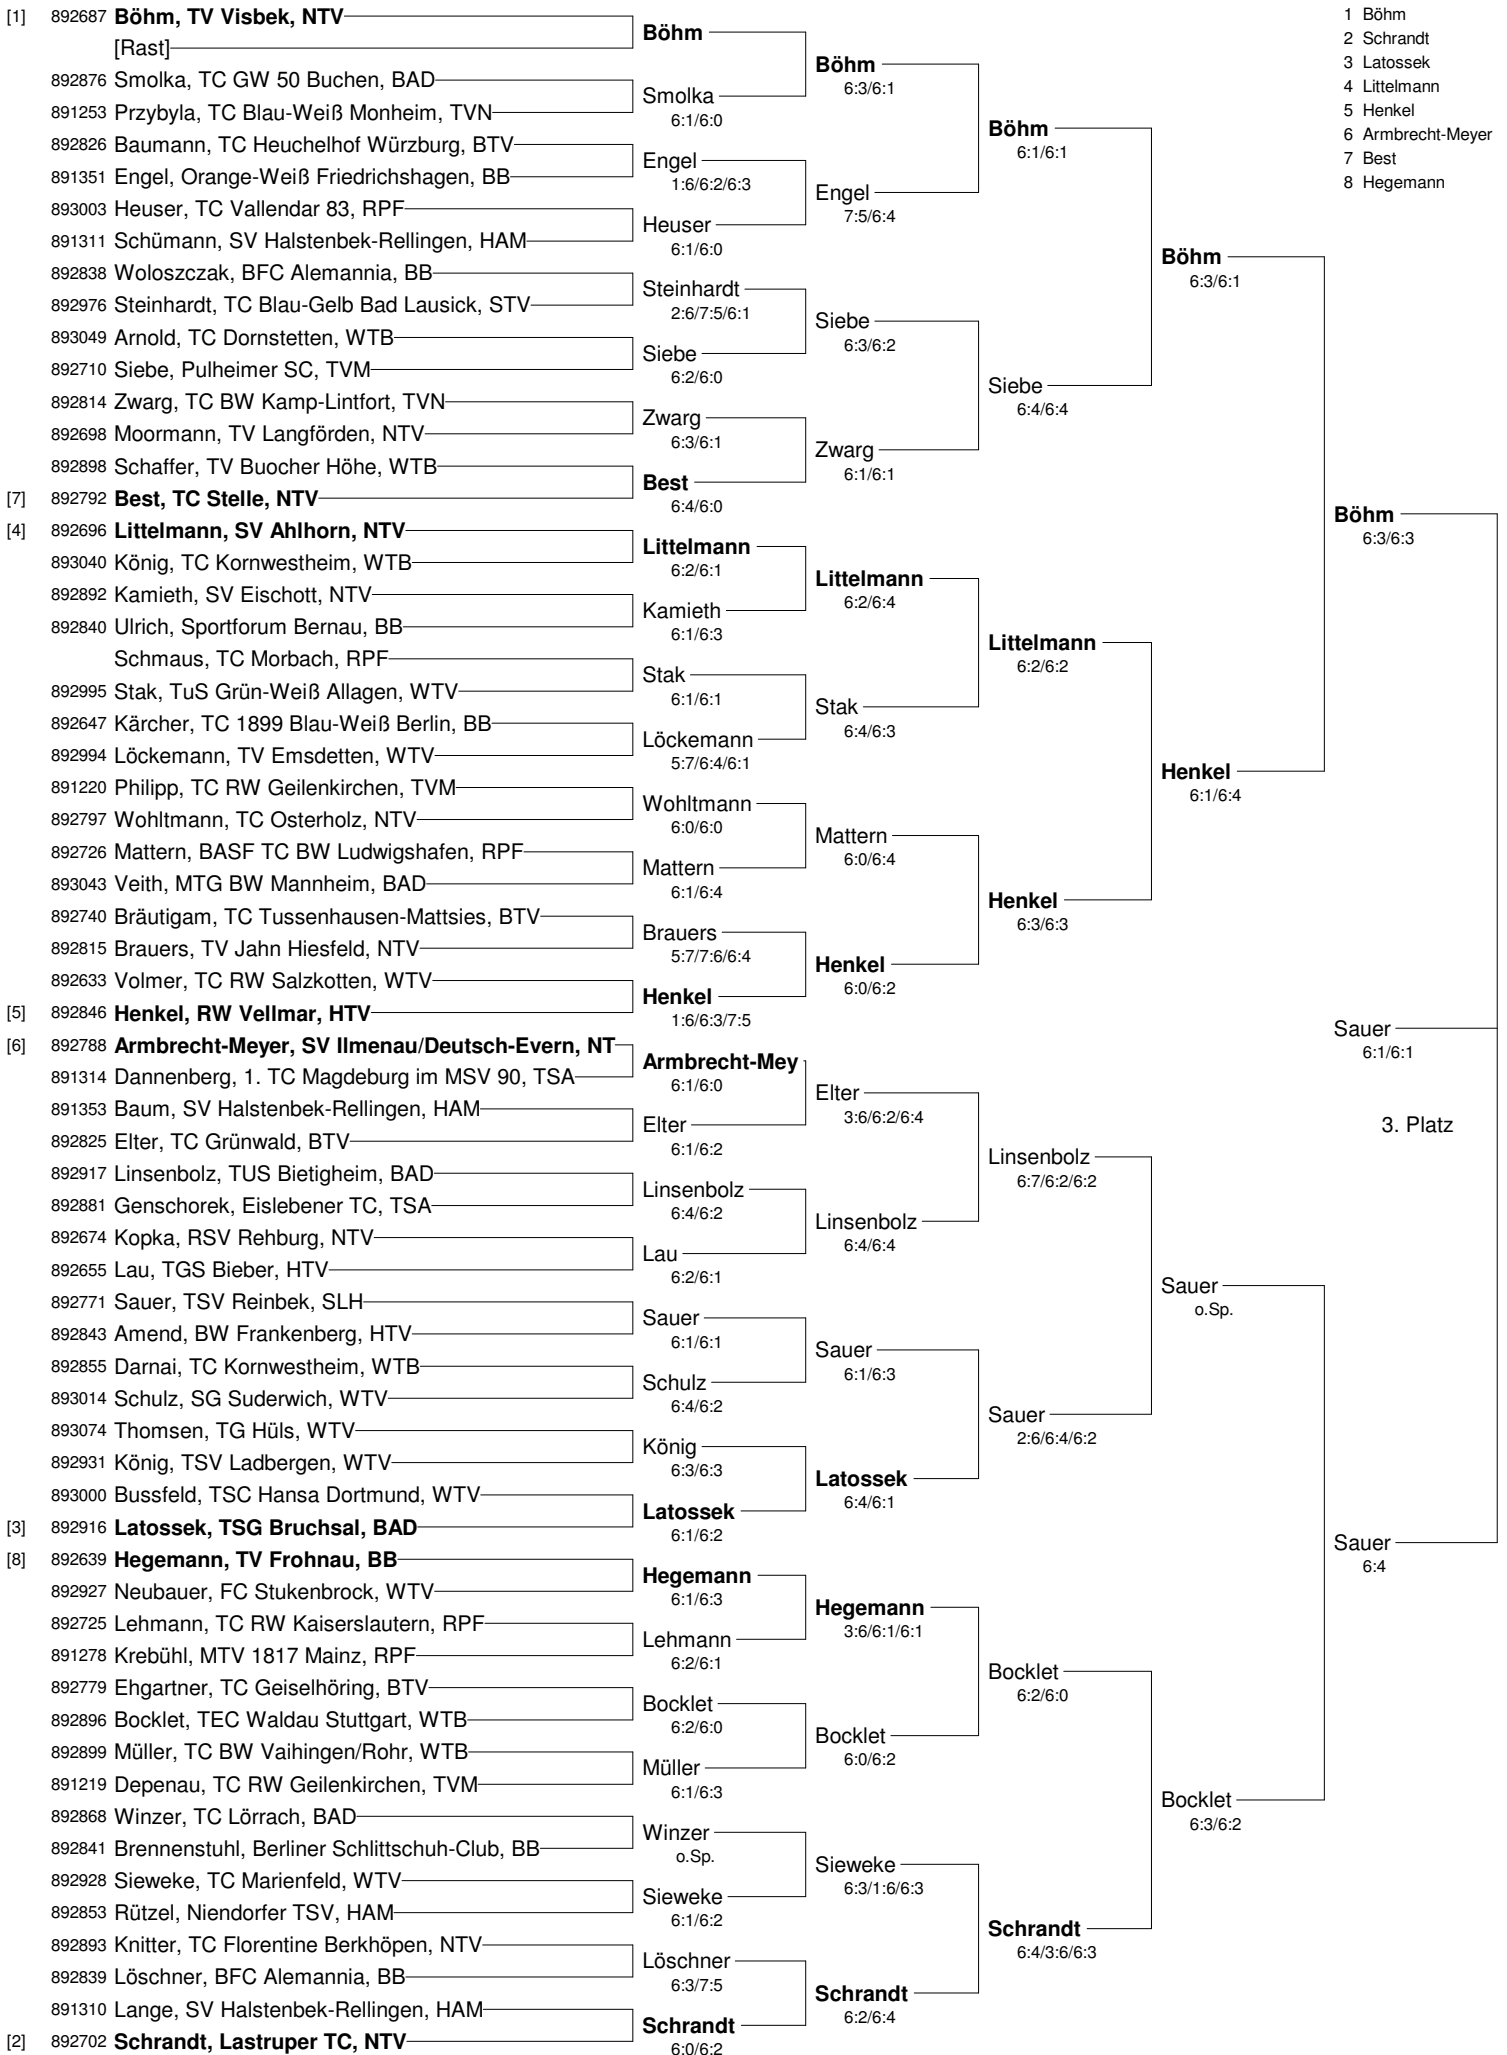 [1] 892687 Böhm, TV Visbek, NTV
[Rast]
892876 Smolka, TC GW 50 Buchen, BAD
891253 Przybyla, TC Blau-Weiß Monheim, TVN
892826 Baumann, TC Heuchelhof Würzburg, BTV
891351 Engel, Orange-Weiß Friedrichshagen, BB
893003 Heuser, TC Vallendar 83, RPF
891311 Schümann, SV Halstenbek-Rellingen, HAM
892838 Woloszczak, BFC Alemannia, BB
892976 Steinhardt, TC Blau-Gelb Bad Lausick, STV
893049 Arnold, TC Dornstetten, WTB
892710 Siebe, Pulheimer SC, TVM
892814 Zwarg, TC BW Kamp-Lintfort, TVN
892698 Moormann, TV Langförden, NTV
892898 Schaffer, TV Buocher Höhe, WTB
[7] 892792 Best, TC Stelle, NTV
[4] 892696 Littelmann, SV Ahlhorn, NTV
893040 König, TC Kornwestheim, WTB
892892 Kamieth, SV Eischott, NTV
892840 Ulrich, Sportforum Bernau, BB
Schmaus, TC Morbach, RPF
892995 Stak, TuS Grün-Weiß Allagen, WTV
892647 Kärcher, TC 1899 Blau-Weiß Berlin, BB
892994 Löckemann, TV Emsdetten, WTV
891220 Philipp, TC RW Geilenkirchen, TVM
892797 Wohltmann, TC Osterholz, NTV
892726 Mattern, BASF TC BW Ludwigshafen, RPF
893043 Veith, MTG BW Mannheim, BAD
892740 Bräutigam, TC Tussenhausen-Mattsies, BTV
892815 Brauers, TV Jahn Hiesfeld, NTV
892633 Volmer, TC RW Salzkotten, WTV
[5] 892846 Henkel, RW Vellmar, HTV
[6] 892788 Armbrecht-Meyer, SV Ilmenau/Deutsch-Evern, NT
891314 Dannenberg, 1. TC Magdeburg im MSV 90, TSA
891353 Baum, SV Halstenbek-Rellingen, HAM
892825 Elter, TC Grünwald, BTV
892917 Linsenbolz, TUS Bietigheim, BAD
892881 Genschorek, Eislebener TC, TSA
892674 Kopka, RSV Rehburg, NTV
892655 Lau, TGS Bieber, HTV
892771 Sauer, TSV Reinbek, SLH
892843 Amend, BW Frankenberg, HTV
892855 Darnai, TC Kornwestheim, WTB
893014 Schulz, SG Suderwich, WTV
893074 Thomsen, TG Hüls, WTV
892931 König, TSV Ladbergen, WTV
893000 Bussfeld, TSC Hansa Dortmund, WTV
[3] 892916 Latossek, TSG Bruchsal, BAD
[8] 892639 Hegemann, TV Frohnau, BB
892927 Neubauer, FC Stukenbrock, WTV
892725 Lehmann, TC RW Kaiserslautern, RPF
891278 Krebühl, MTV 1817 Mainz, RPF
892779 Ehgartner, TC Geiselhöring, BTV
892896 Bocklet, TEC Waldau Stuttgart, WTB
892899 Müller, TC BW Vaihingen/Rohr, WTB
891219 Depenau, TC RW Geilenkirchen, TVM
892868 Winzer, TC Lörrach, BAD
892841 Brennenstuhl, Berliner Schlittschuh-Club, BB
892928 Sieweke, TC Marienfeld, WTV
892853 Rützel, Niendorfer TSV, HAM
892893 Knitter, TC Florentine Berkhöpen, NTV
892839 Löschner, BFC Alemannia, BB
891310 Lange, SV Halstenbek-Rellingen, HAM
[2] 892702 Schrandt, Lastruper TC, NTV
Böhm
Smolka
6:1/6:0
Engel
1:6/6:2/6:3
Heuser
6:1/6:0
Steinhardt
2:6/7:5/6:1
Siebe
6:2/6:0
Zwarg
6:3/6:1
Best
6:4/6:0
Littelmann
6:2/6:1
Kamieth
6:1/6:3
Stak
6:1/6:1
Löckemann
5:7/6:4/6:1
Wohltmann
6:0/6:0
Mattern
6:1/6:4
Brauers
5:7/7:6/6:4
Henkel
1:6/6:3/7:5
Armbrecht-Mey
6:1/6:0
Elter
6:1/6:2
Linsenbolz
6:4/6:2
Lau
6:2/6:1
Sauer
6:1/6:1
Schulz
6:4/6:2
König
6:3/6:3
Latossek
6:1/6:2
Hegemann
6:1/6:3
Lehmann
6:2/6:1
Bocklet
6:2/6:0
Müller
6:1/6:3
Winzer
o.Sp.
Sieweke
6:1/6:2
Löschner
6:3/7:5
Schrandt
6:0/6:2
Böhm
6:3/6:1
Engel
7:5/6:4
Siebe
6:3/6:2
Zwarg
6:1/6:1
Littelmann
6:2/6:4
Stak
6:4/6:3
Mattern
6:0/6:4
Henkel
6:0/6:2
Elter
3:6/6:2/6:4
Linsenbolz
6:4/6:4
Sauer
6:1/6:3
Latossek
6:4/6:1
Hegemann
3:6/6:1/6:1
Bocklet
6:0/6:2
Sieweke
6:3/1:6/6:3
Schrandt
6:2/6:4
Böhm
6:1/6:1
Siebe
6:4/6:4
Littelmann
6:2/6:2
Henkel
6:3/6:3
Linsenbolz
6:7/6:2/6:2
Sauer
2:6/6:4/6:2
Bocklet
6:2/6:0
Schrandt
6:4/3:6/6:3
Böhm
6:3/6:1
Henkel
6:1/6:4
Sauer
o.Sp.
Bocklet
6:3/6:2
Böhm
6:3/6:3
Sauer
6:1/6:1
3. Platz
Sauer
6:4
1 Böhm
2 Schrandt
3 Latossek
4 Littelmann
5 Henkel
6 Armbrecht-Meyer
7 Best
8 Hegemann